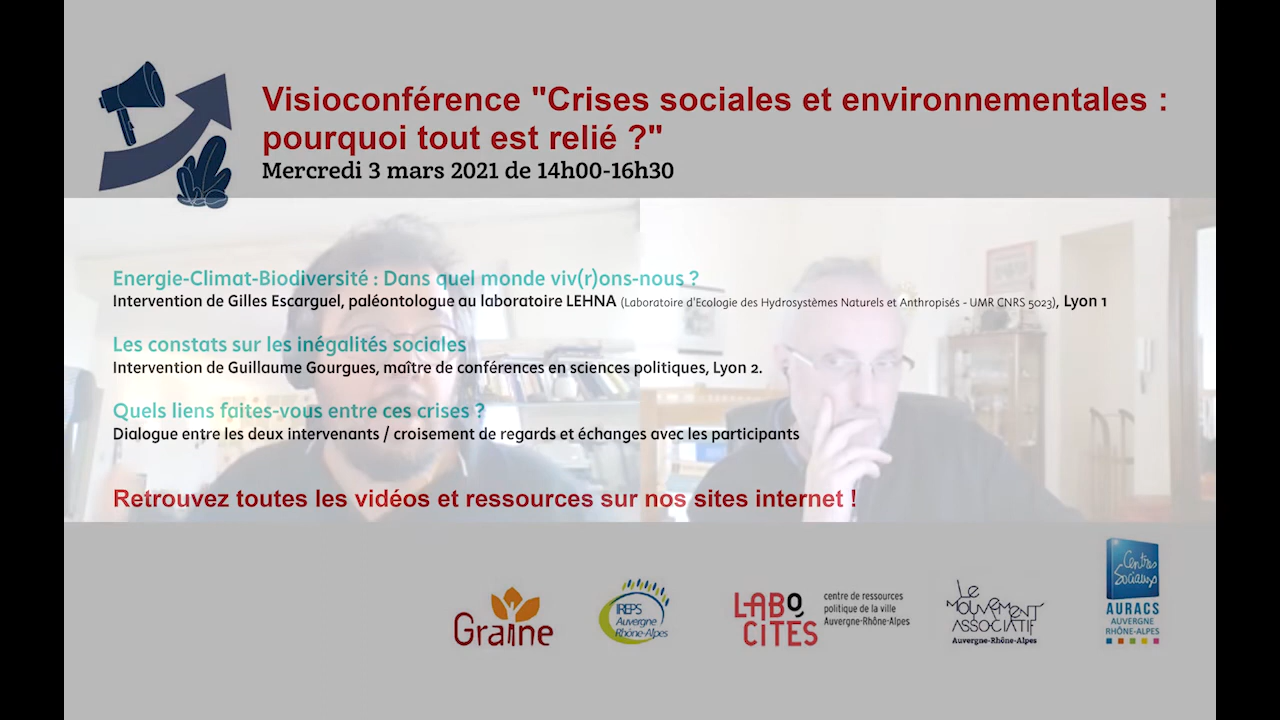 Visioconférence "Crises sociales et environnementales :
pourquoi tout est relié ?"
Mercredi 3 mars 2021 de 14h00-16h30
Energie-Climat-Biodiversité : Dans quel monde viv(r)ons-nous ?
Intervention de Gilles Escarguel, paléontologue au laboratoire LEHNA (Laboratoire d'Ecologie des Hydrosystèmes Naturels et Anthropisés - UMR CNRS 5023), Lyon 1
Les constats sur les inégalités sociales
Intervention de Guillaume Gourgues, maître de conférences en sciences politiques, Lyon 2.
Quels liens faites-vous entre ces crises ?
Dialogue entre les deux intervenants / croisement de regards et échanges avec les participants
Retrouvez toutes les vidéos et ressources sur nos sites internet !
Graine
IREPS
Auvergne
Rhône-Alpes
LABO
CITÉS
centre de ressources
politique de la ville
Auvergne-Rhône-Alpes
LE
MOUVEMENT
ASSOCIATIF
Auvergne-Rhône-Alpes
Centres
Sociaux
AURACS
AUVERGNE
RHÔNE-ALPES